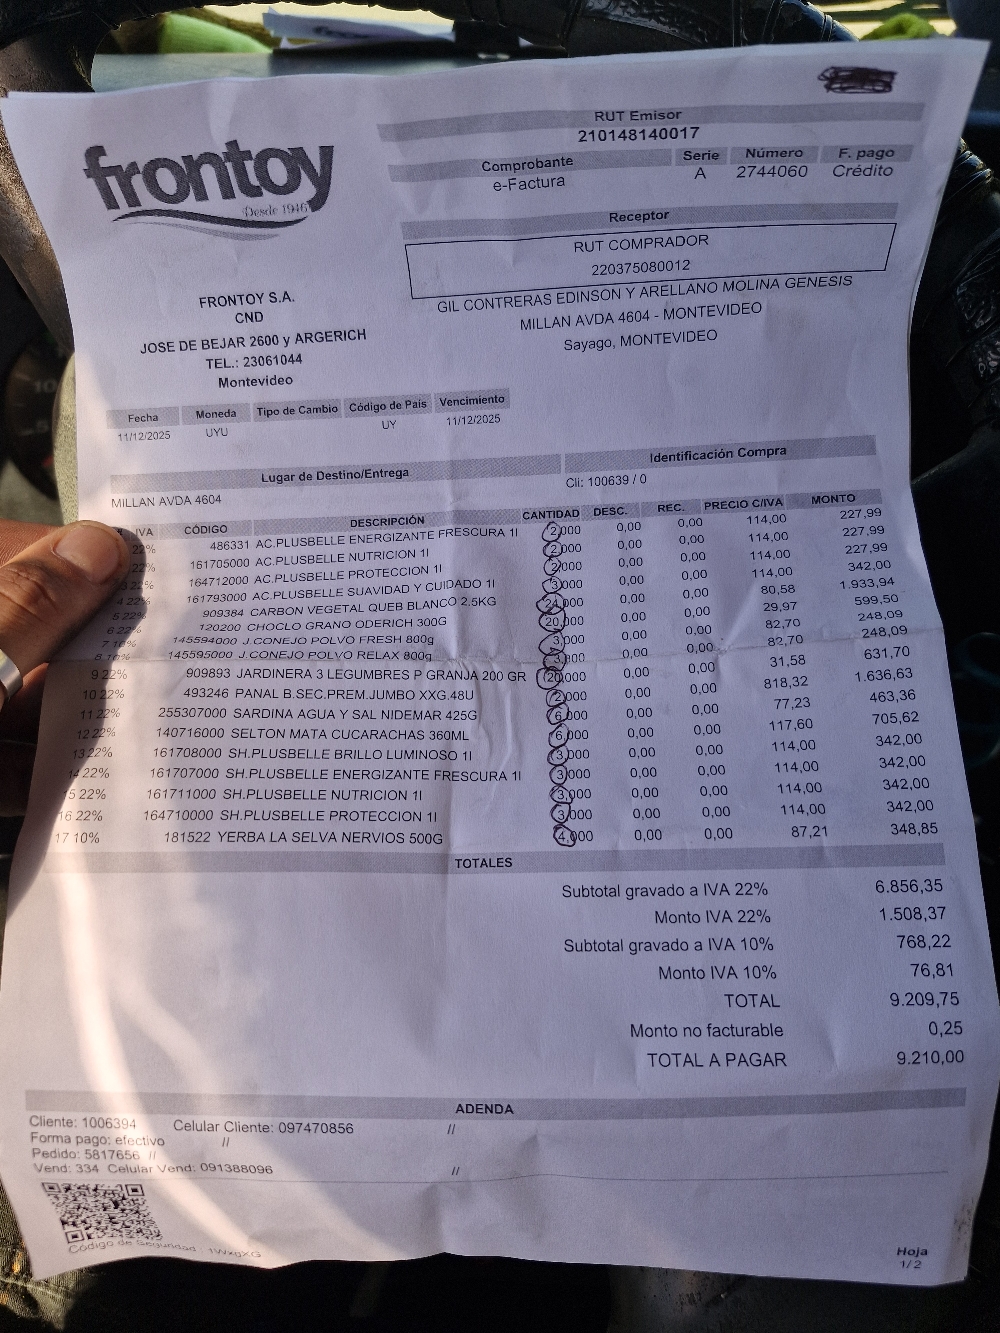 frontoy
Desde 1946
RUT Emisor
210148140017
Comprobante Serie Número F. pago
e-Factura A 2744060 Crédito
Receptor
RUT COMPRADOR
220375080012
GIL CONTRERAS EDINSON Y ARELLANO MOLINA GENESIS
MILLAN AVDA 4604 - MONTEVIDEO
Sayago, MONTEVIDEO
FRONTOY S.A.
CND
JOSE DE BEJAR 2600 y ARGERICH
TEL.: 23061044
Montevideo
Fecha Moneda Tipo de Cambio Código de Pais Vencimiento
11/12/2025 UYU UY 11/12/2025
Lugar de Destino/Entrega Identificación Compra
MILLAN AVDA 4604 Cli: 100639 / 0
IVA CÓDIGO DESCRIPCIÓN CANTIDAD DESC. REC. PRECIO C/IVA MONTO
22% 486331 AC.PLUSBELLE ENERGIZANTE FRESCURA 1l 2,000 0,00 0,00 114,00 227,99
22% 161705000 AC.PLUSBELLE NUTRICION 1l 2,000 0,00 0,00 114,00 227,99
22% 164712000 AC.PLUSBELLE PROTECCION 1l 2,000 0,00 0,00 114,00 227,99
4 22% 161793000 AC.PLUSBELLE SUAVIDAD Y CUIDADO 1l 3,000 0,00 0,00 114,00 342,00
5 22% 909384 CARBON VEGETAL QUEB BLANCO 2.5KG 24,000 0,00 0,00 80,58 1.933,94
6 22% 120200 CHOCLO GRANO ODERICH 300G 20,000 0,00 0,00 29,97 599,50
7 10% 145594000 J.CONEJO POLVO FRESH 800g 3,000 0,00 0,00 82,70 248,09
8 10% 145595000 J.CONEJO POLVO RELAX 800g 3,000 0,00 0,00 82,70 248,09
9 22% 909893 JARDINERA 3 LEGUMBRES P GRANJA 200 GR 20,000 0,00 0,00 31,58 631,70
10 22% 493246 PANAL B.SEC.PREM.JUMBO XXG.48U 2,000 0,00 0,00 818,32 1.636,63
11 22% 255307000 SARDINA AGUA Y SAL NIDEMAR 425G 6,000 0,00 0,00 77,23 463,36
12 22% 140716000 SELTON MATA CUCARACHAS 360ML 6,000 0,00 0,00 117,60 705,62
13 22% 161708000 SH.PLUSBELLE BRILLO LUMINOSO 1l 3,000 0,00 0,00 114,00 342,00
14 22% 161707000 SH.PLUSBELLE ENERGIZANTE FRESCURA 1l 3,000 0,00 0,00 114,00 342,00
15 22% 161711000 SH.PLUSBELLE NUTRICION 1l 3,000 0,00 0,00 114,00 342,00
16 22% 164710000 SH.PLUSBELLE PROTECCION 1l 3,000 0,00 0,00 114,00 342,00
17 10% 181522 YERBA LA SELVA NERVIOS 500G 4,000 0,00 0,00 87,21 348,85
TOTALES
Subtotal gravado a IVA 22% 6.856,35
Monto IVA 22% 1.508,37
Subtotal gravado a IVA 10% 768,22
Monto IVA 10% 76,81
TOTAL 9.209,75
Monto no facturable 0,25
TOTAL A PAGAR 9.210,00
ADENDA
Cliente: 1006394 Celular Cliente: 097470856 //
Forma pago: efectivo //
Pedido: 5817656 //
Vend: 334 Celular Vend: 091388096 //
Código de Seguridad : 1WxgXG
Hoja
1/2